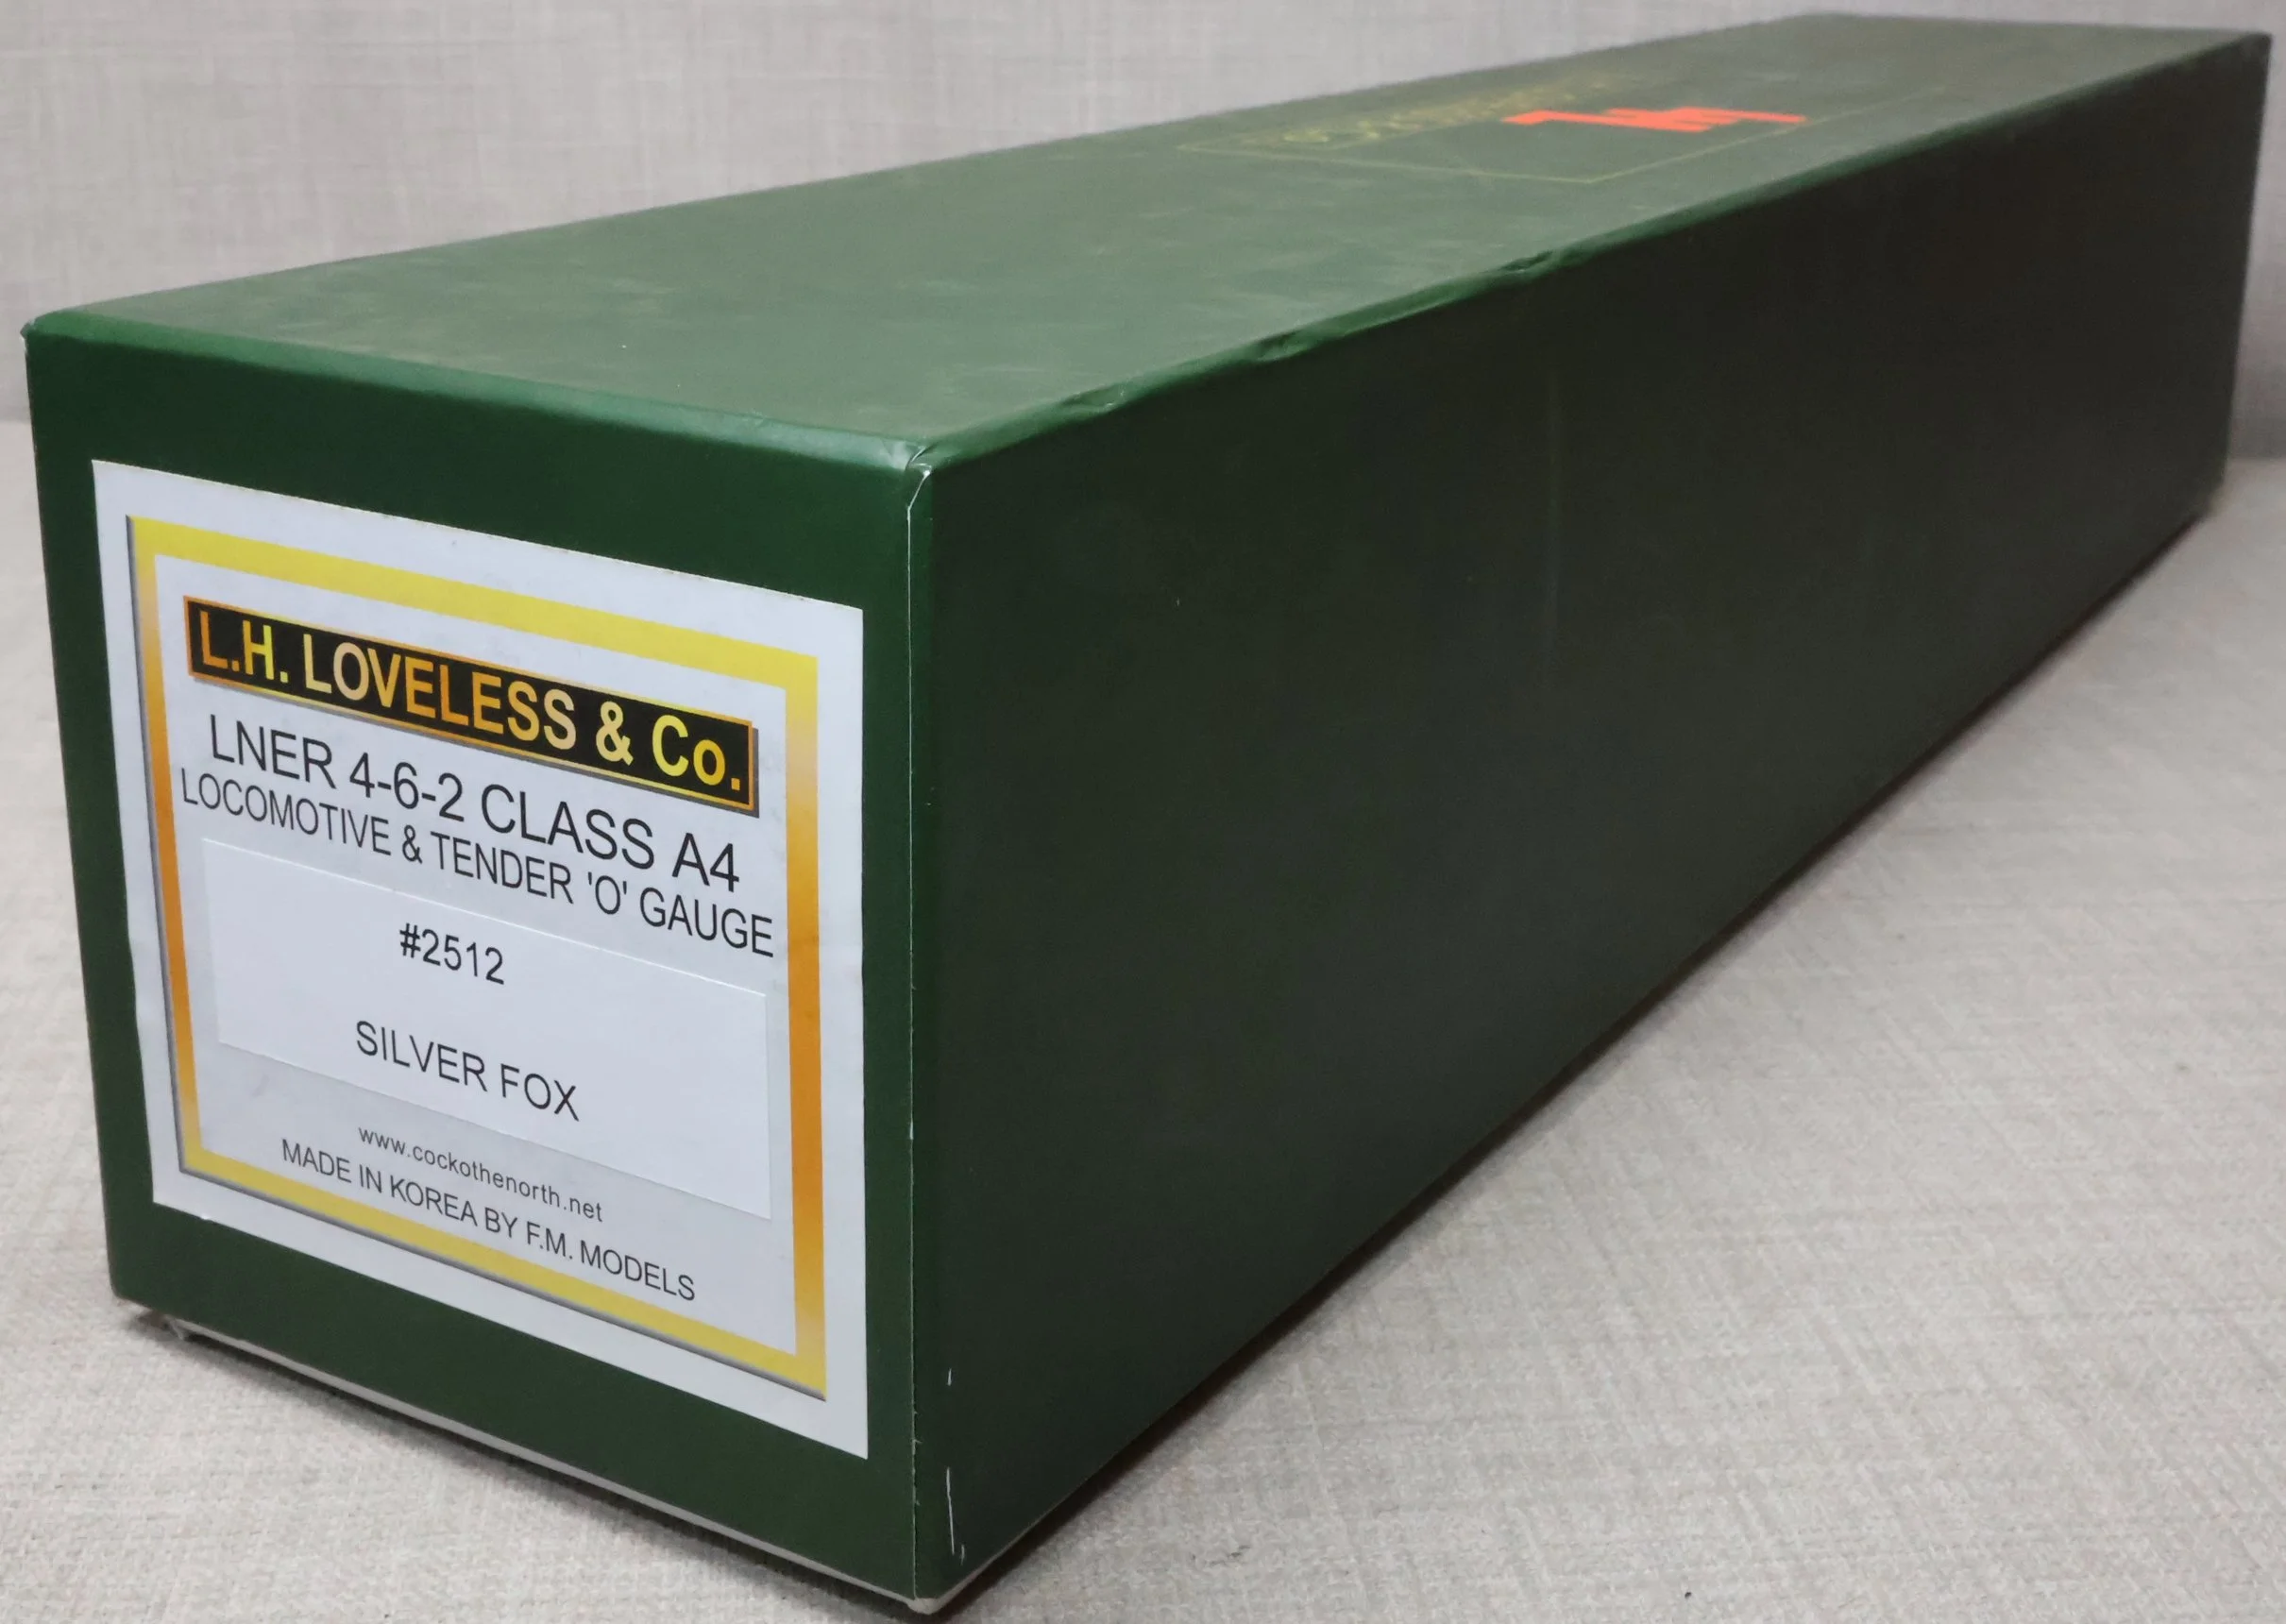 L.H. LOVELESS & Co.
LNER 4-6-2 CLASS A4
LOCOMOTIVE & TENDER 'O' GAUGE
#2512
SILVER FOX
www.cockothenorth.net
MADE IN KOREA BY F.M. MODELS